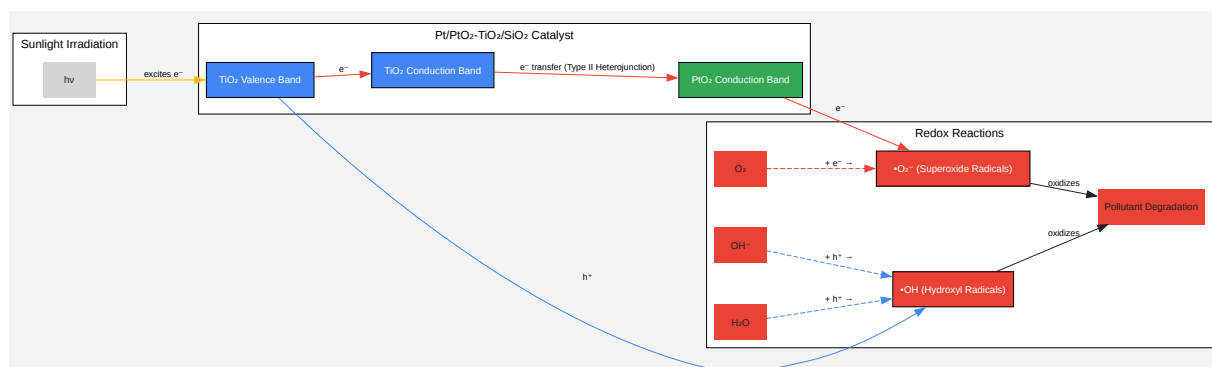 Sunlight Irradiation
hν
excites e⁻
Pt/PtO₂-TiO₂/SiO₂ Catalyst
TiO₂ Valence Band
e⁻
TiO₂ Conduction Band
e⁻ transfer (Type II Heterojunction)
PtO₂ Conduction Band
e⁻
Redox Reactions
O₂
+ e⁻ →
•O₂⁻ (Superoxide Radicals)
oxidizes
Pollutant Degradation
OH⁻
+ h⁺ →
oxidizes
h⁺
•OH (Hydroxyl Radicals)
+ h⁺ →
H₂O